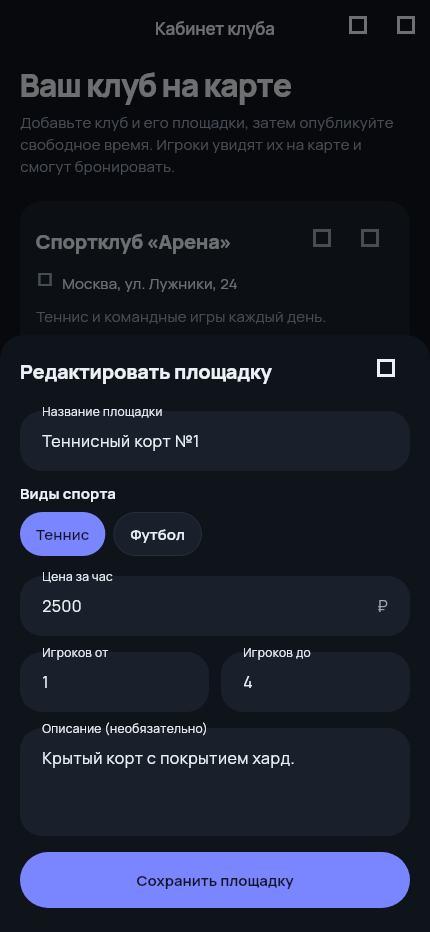 Кабинет клуба
Ваш клуб на карте
Добавьте клуб и его площадки, затем опубликуйте
свободное время. Игроки увидят их на карте и
смогут бронировать.
Спортклуб «Арена»
Москва, ул. Лужники, 24
Теннис и командные игры каждый день.
Редактировать площадку
Название площадки
Теннисный корт №1
Виды спорта
Теннис Футбол
Цена за час
2500 ₽
Игроков от Игроков до
1 4
Описание (необязательно)
Крытый корт с покрытием хард.
Сохранить площадку